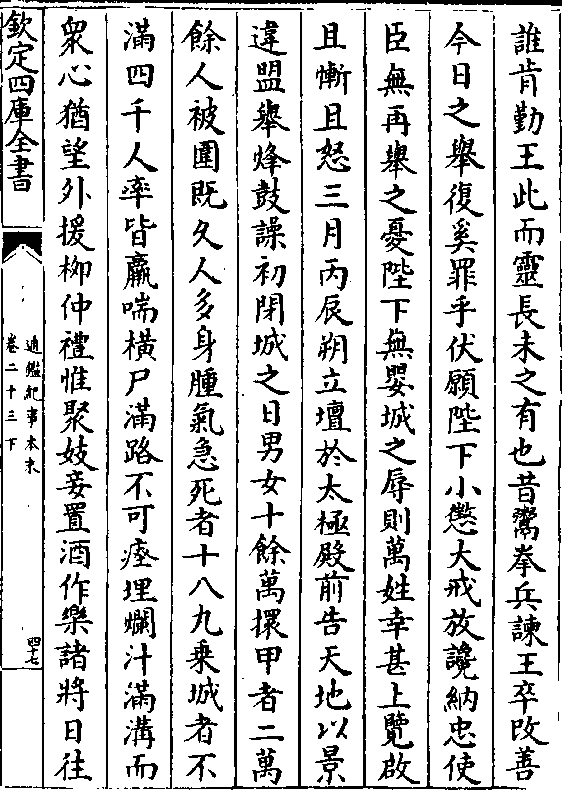 誰肯勤王此而靈長未之有也昔鬻拳兵諫王卒改善
今日之舉復奚罪乎伏願陛下小懲大戒放讒納忠使
臣無再舉之憂陛下無嬰城之辱則萬姓幸甚上覽啟
且慚且怒三月丙辰朔立壇於太極殿前告天地以景
違盟舉烽鼓譟初閉城之日男女十餘萬擐甲者二萬
餘人被圍既久人多身腫氣急死者十八九乗城者不
滿四千人率皆羸喘橫尸滿路不可瘞埋爛汁滿溝而
衆心猶望外援柳仲禮惟聚妓妾置酒作樂諸將日往
欽定四庫全書
通鑑紀事本末
卷二十三下
四十七